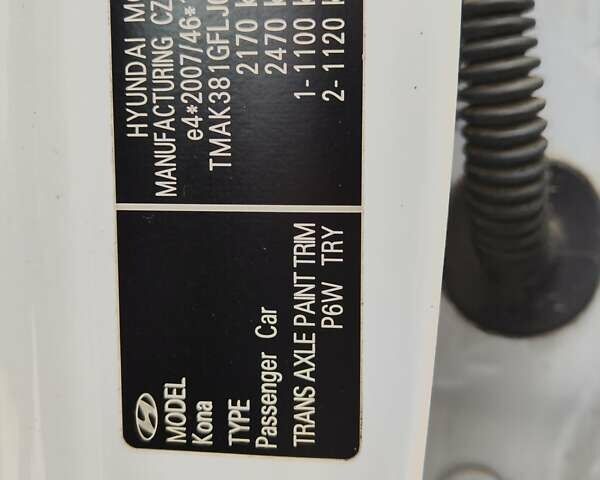 HYUNDAI M
MANUFACTURING CZ
e4*2007/46*
TMAK381GFLJ
2170 k
2470 k
1- 1100 k
2- 1120 k
MODEL
Kona
TYPE
Passenger Car
TRANS AXLE PAINT TRIM
P6W TRY